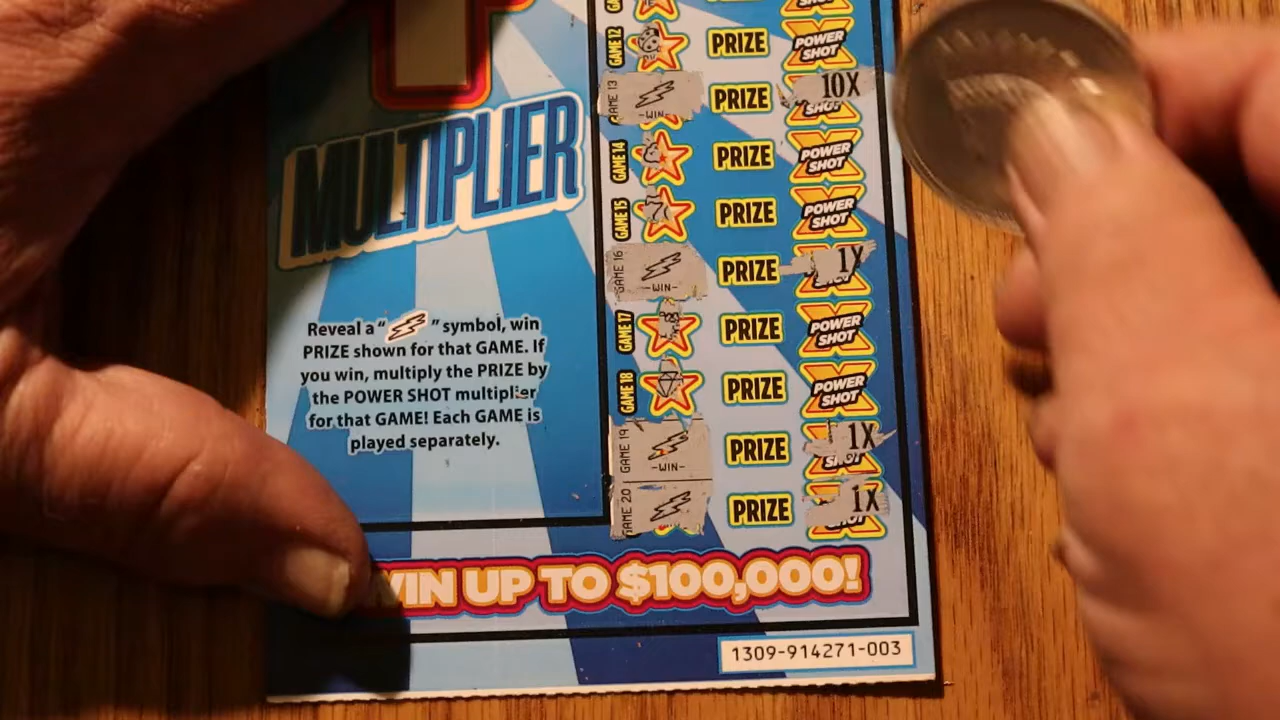 MULTIPLIER
Reveal a “ ” symbol, win
PRIZE shown for that GAME. If
you win, multiply the PRIZE by
the POWER SHOT multiplier
for that GAME! Each GAME is
played separately.
GAME 12 PRIZE POWER SHOT
GAME 13 WIN PRIZE 10X SHOT
GAME 14 PRIZE POWER SHOT
GAME 15 PRIZE POWER SHOT
GAME 16 WIN PRIZE 1X
GAME 17 PRIZE POWER SHOT
GAME 18 PRIZE POWER SHOT
GAME 19 WIN PRIZE 1X SHOT
GAME 20 PRIZE 1X SHOT
WIN UP TO $100,000!
1309-914271-003